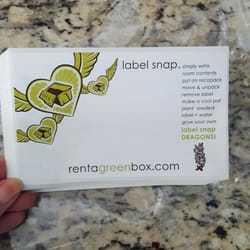 label snap.
simply write
room contents
put on recopack
move & unpack
remove label
make a cool pot
plant seeded
label + water
grow your own
label snap
DRAGONS!
rentagreenbox.com